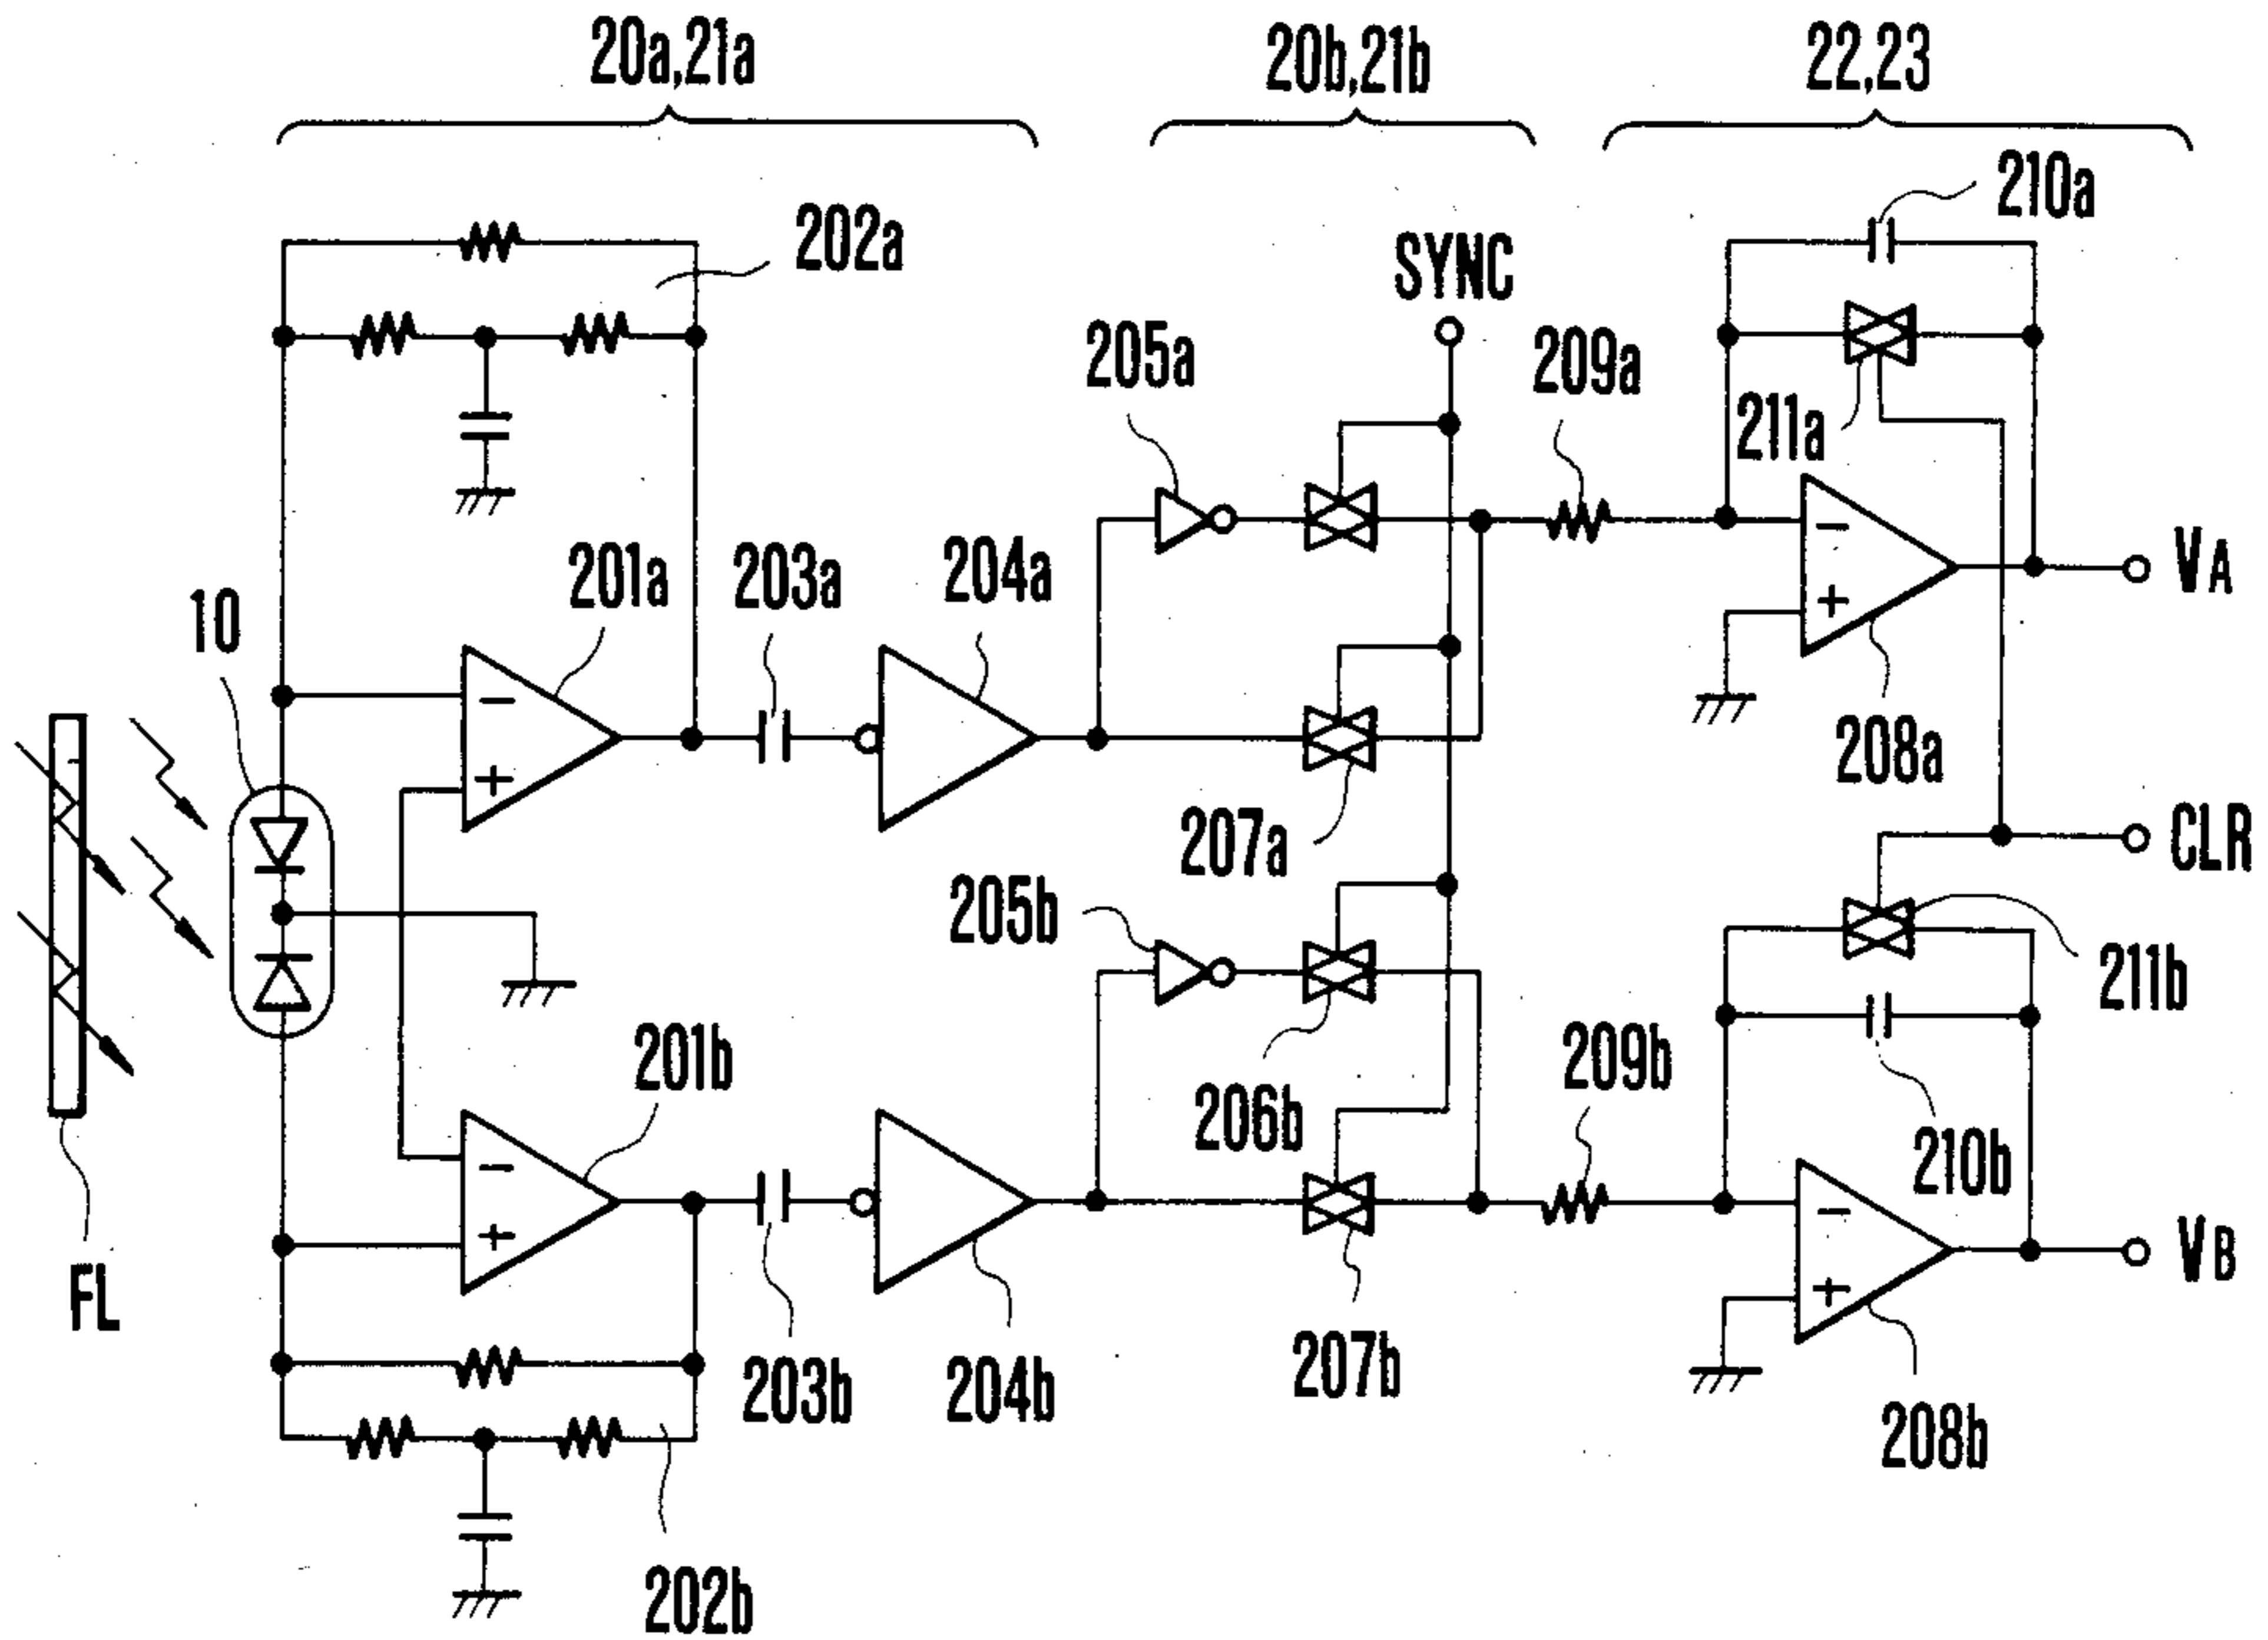 20a,21a
20b,21b
22,23
210a
202a
SYNC
205a
209a
211a
201a
203a
204a
10
−
+
VA
−
+
208a
207a
CLR
205b
211b
201b
206b
209b
210b
−
+
−
+
VB
FL
203b
204b
207b
208b
202b